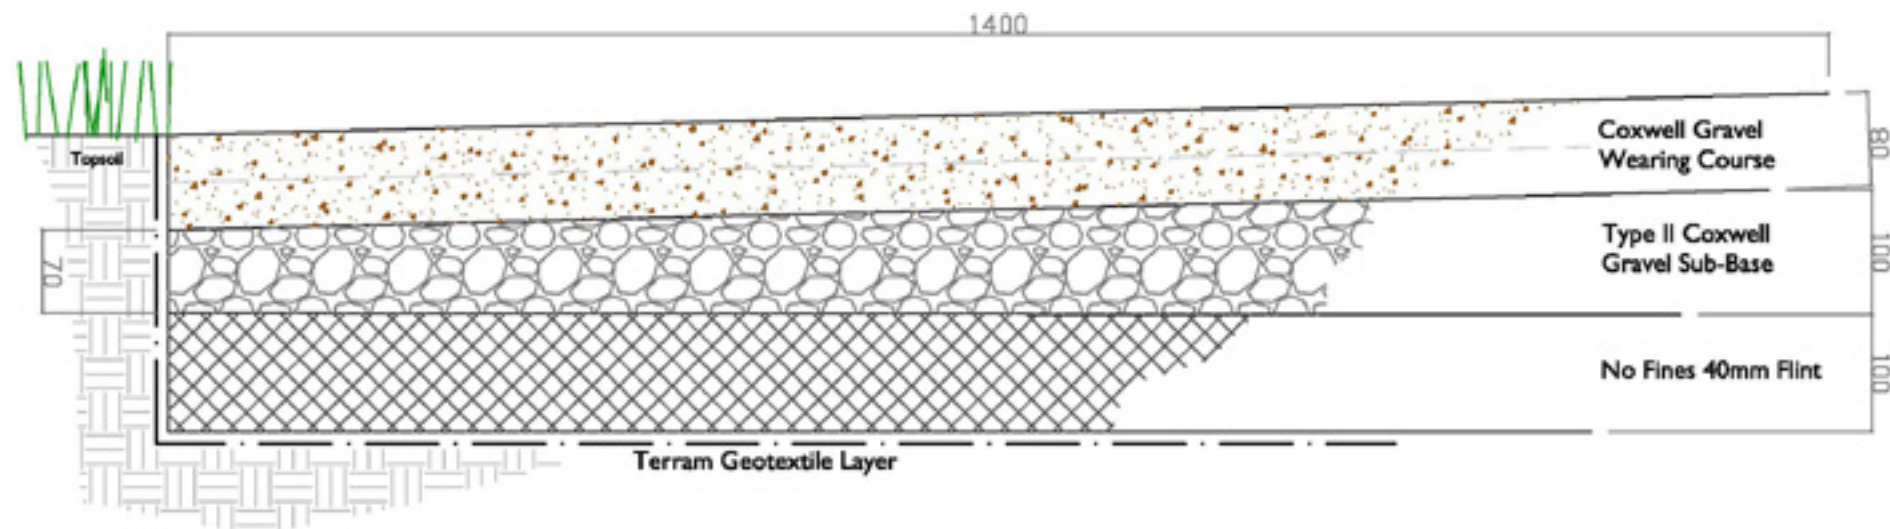 1400
Topsoil
Coxwell Gravel
Wearing Course
80
70
Type II Coxwell
Gravel Sub-Base
100
No Fines 40mm Flint
100
Terram Geotextile Layer